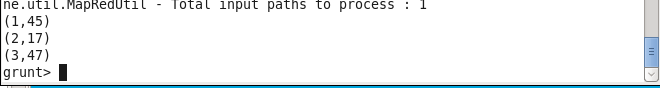 ne.util.MapRedUtil - Total input paths to process : 1
(1,45)
(2,17)
(3,47)
grunt>